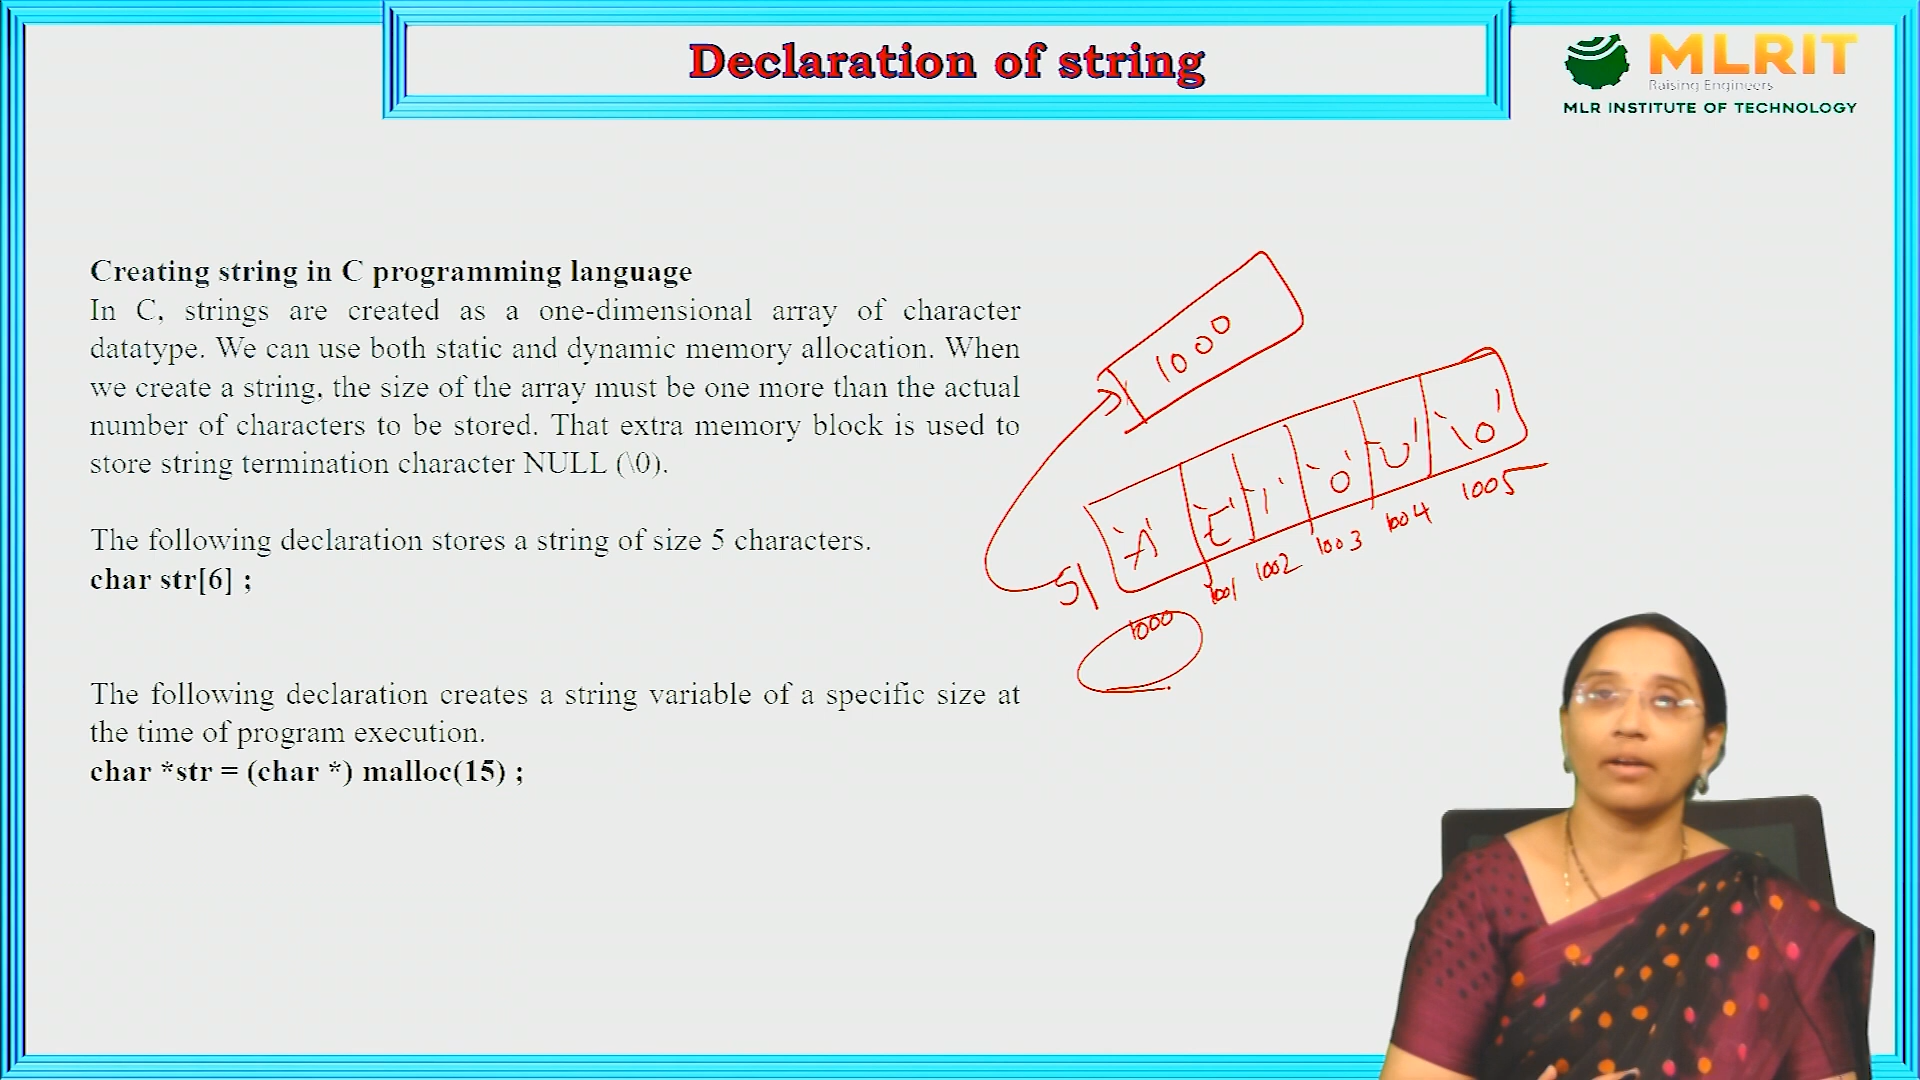 Declaration of string
MLRIT
Raising Engineers
MLR INSTITUTE OF TECHNOLOGY
Creating string in C programming language
In C, strings are created as a one-dimensional array of character
datatype. We can use both static and dynamic memory allocation. When
we create a string, the size of the array must be one more than the actual
number of characters to be stored. That extra memory block is used to
store string termination character NULL (\0).
The following declaration stores a string of size 5 characters.
char str[6] ;
The following declaration creates a string variable of a specific size at
the time of program execution.
char *str = (char *) malloc(15) ;
1000
'A' 'E' 'I' 'O' 'U' '\0'
S1
1000 1001 1002 1003 1004 1005